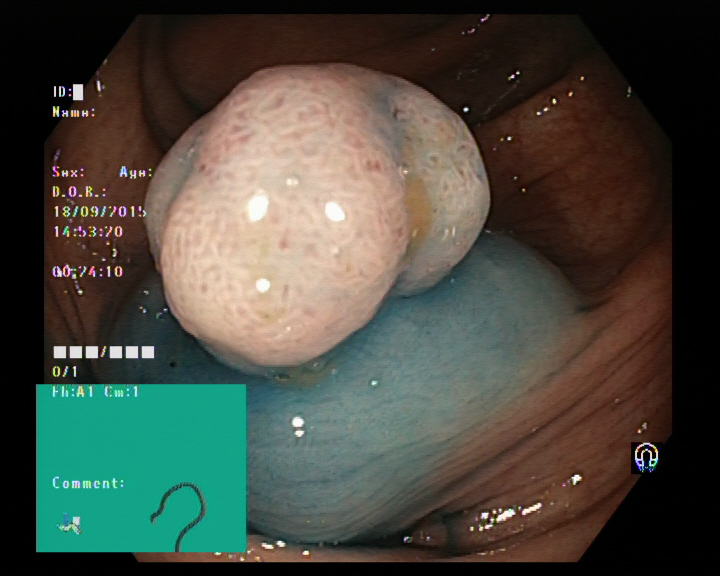 ID:
Name:
Sex: Age:
D.O.R.:
18/09/2015
14:53:20
00:24:10
/
0/1
Eh:A1 Cm:1
Comment: